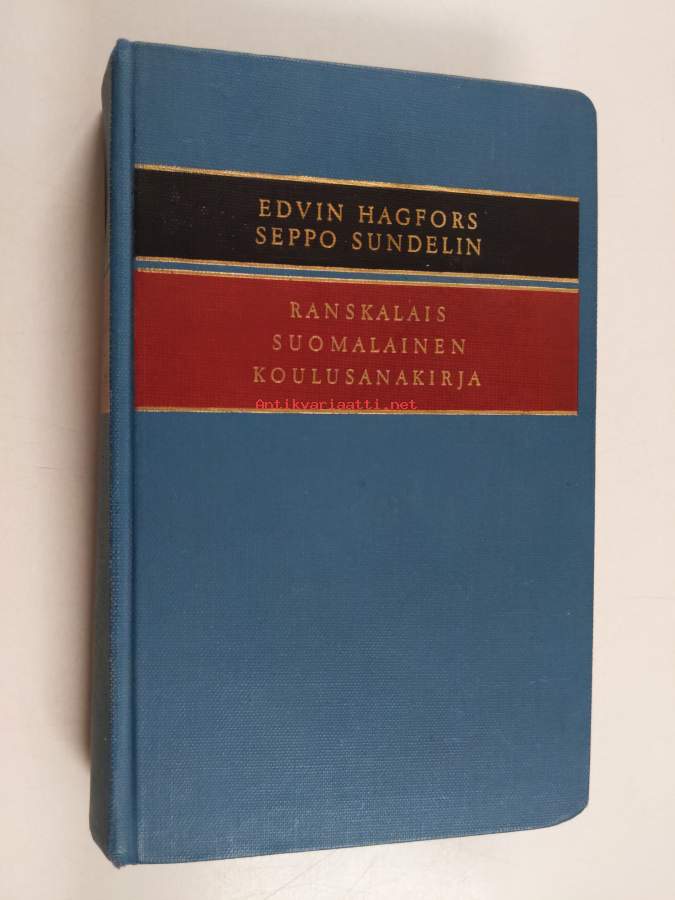 EDVIN HAGFORS
SEPPO SUNDELIN
RANSKALAIS
SUOMALAINEN
KOULUSANAKIRJA
Antikvariaatti.net